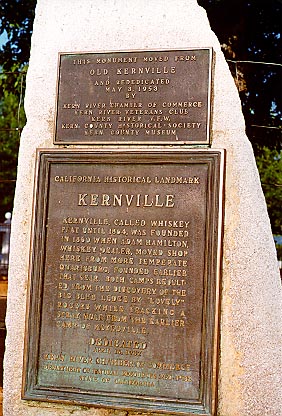 THIS MONUMENT MOVED FROM
OLD KERNVILLE
AND REDEDICATED
MAY 3, 1953
BY
KERN RIVER CHAMBER OF COMMERCE
KERN RIVER VETERANS CLUB
KERN RIVER V.F.W.
KERN COUNTY HISTORICAL SOCIETY
KERN COUNTY MUSEUM
CALIFORNIA HISTORICAL LANDMARK
KERNVILLE
KERNVILLE, CALLED WHISKEY
FLAT UNTIL 1864, WAS FOUNDED
IN 1860 WHEN ADAM HAMILTON,
WHISKEY DEALER, MOVED SHOP
HERE FROM MORE TEMPERATE
QUARTZBURG, FOUNDED EARLIER
THAT YEAR. BOTH CAMPS RESULT-
ED FROM THE DISCOVERY OF THE
BIG BLUE LEDGE BY "LOVELY"
ROGERS WHILE TRACKING A
STRAY MULE FROM THE EARLIER
CAMP OF KEYESVILLE.
DEDICATED
KERN RIVER CHAMBER OF COMMERCE
STATE OF CALIFORNIA